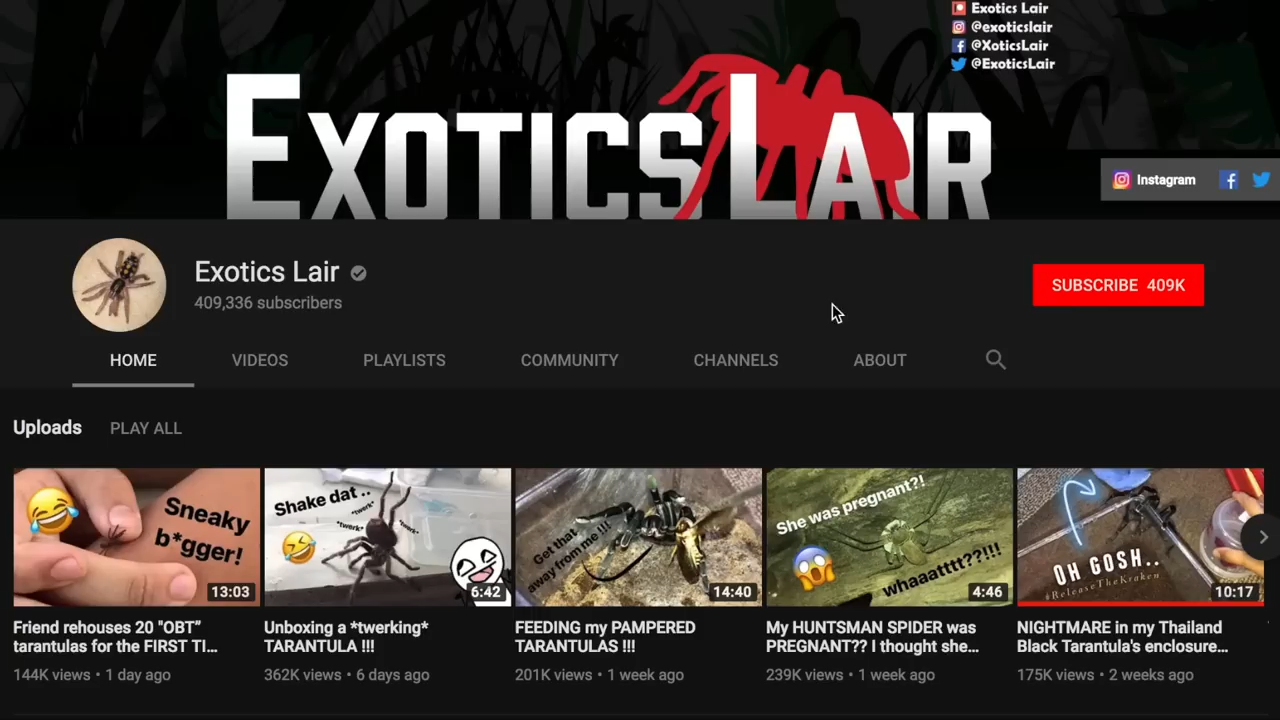 Exotics Lair
@exoticslair
@XoticsLair
@ExoticsLair
EXOTICSLAIR
Instagram
Exotics Lair
409,336 subscribers
SUBSCRIBE 409K
HOME VIDEOS PLAYLISTS COMMUNITY CHANNELS ABOUT
Uploads PLAY ALL
Sneaky
b*gger!
13:03
Shake dat ..
*twerk*
*twerk*
*twerk*
6:42
Get that
away from me !!!
14:40
She was pregnant?!
whaaatttt??!!!
4:46
OH GOSH..
#ReleaseTheKraken
10:17
Friend rehouses 20 "OBT”
tarantulas for the FIRST TI...
144K views • 1 day ago
Unboxing a *twerking*
TARANTULA !!!
362K views • 6 days ago
FEEDING my PAMPERED
TARANTULAS !!!
201K views • 1 week ago
My HUNTSMAN SPIDER was
PREGNANT?? I thought she...
239K views • 1 week ago
NIGHTMARE in my Thailand
Black Tarantula's enclosure...
175K views • 2 weeks ago